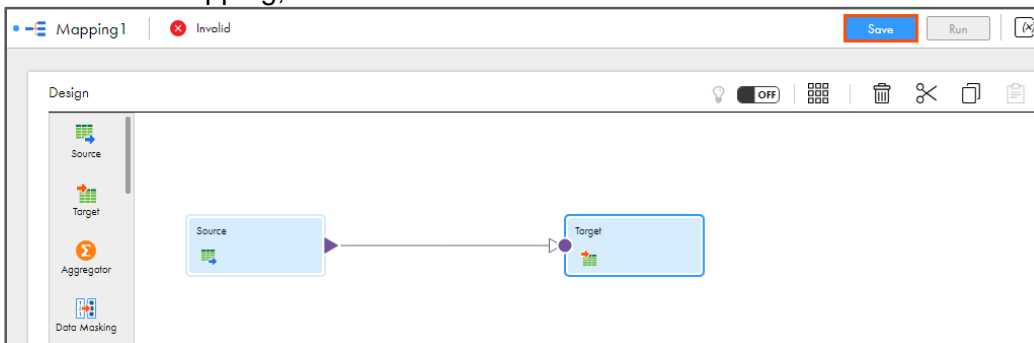 Mapping1 Invalid Save Run (x)
Design OFF
Source
Target
Aggregator
Data Masking
Source
Target